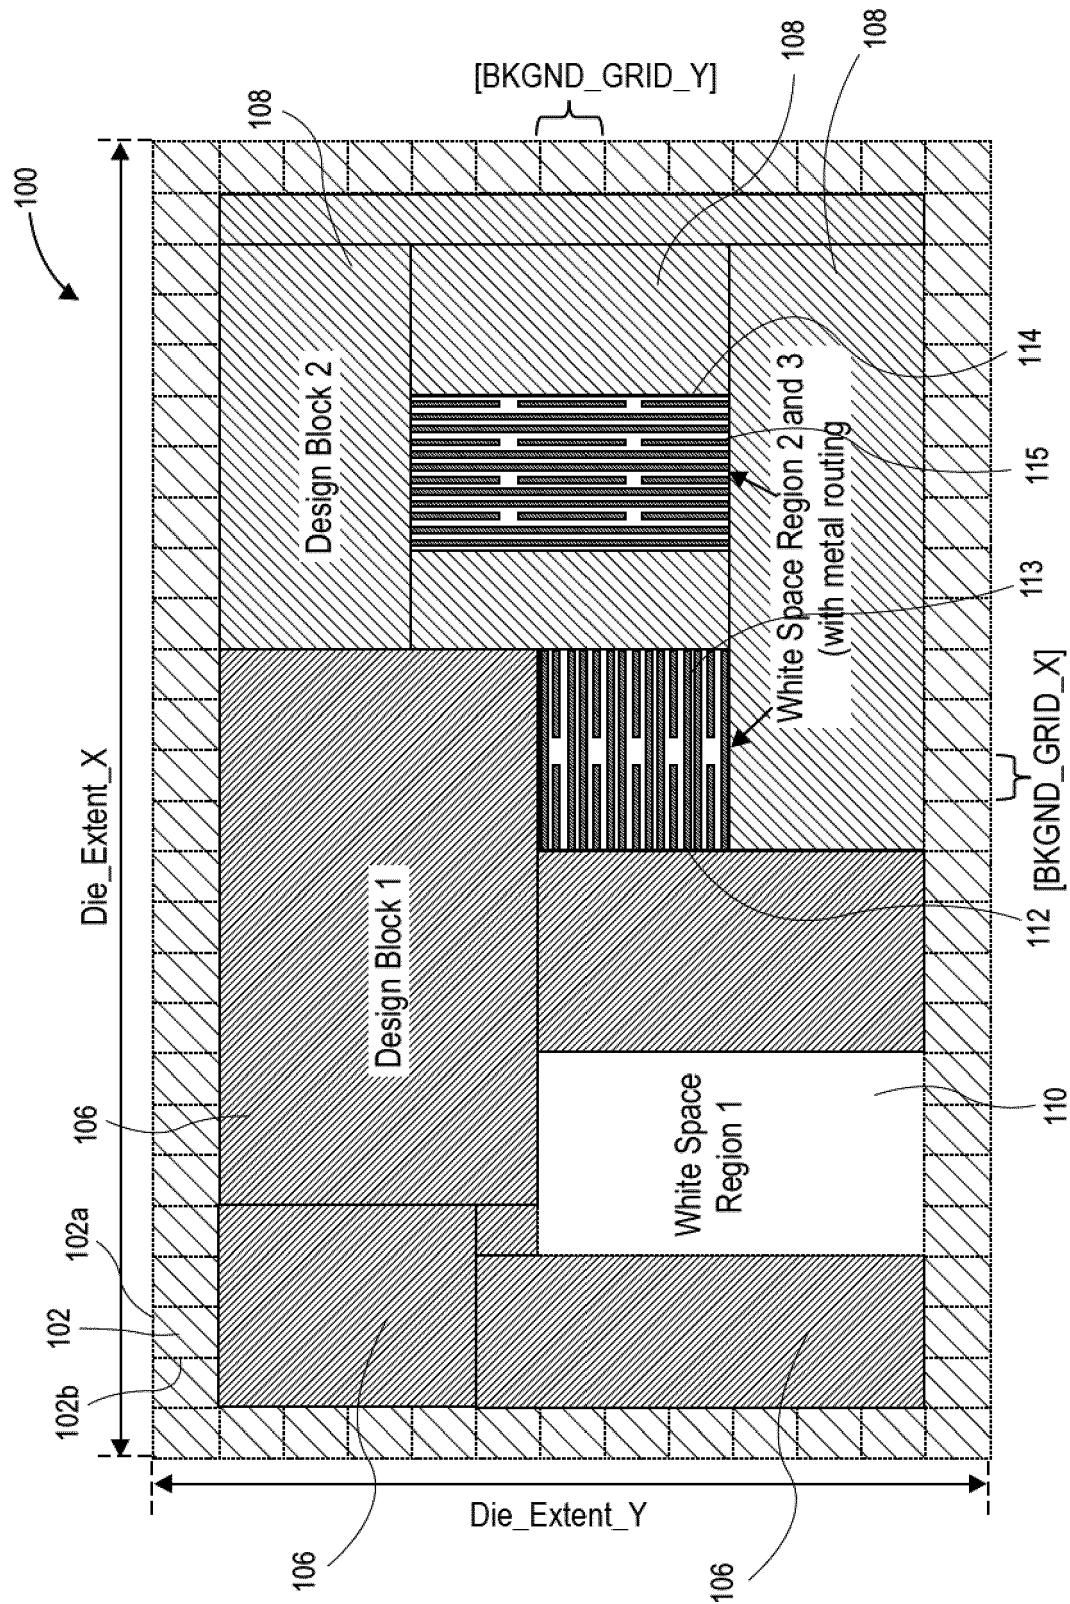 100
Die_Extent_X
[BKGND_GRID_Y]
108
108
108
102a
102
102b
106
Design Block 1
Design Block 2
114
115
White Space Region 2 and 3
(with metal routing
113
[BKGND_GRID_X]
112
White Space
Region 1
110
Die_Extent_Y
106
106